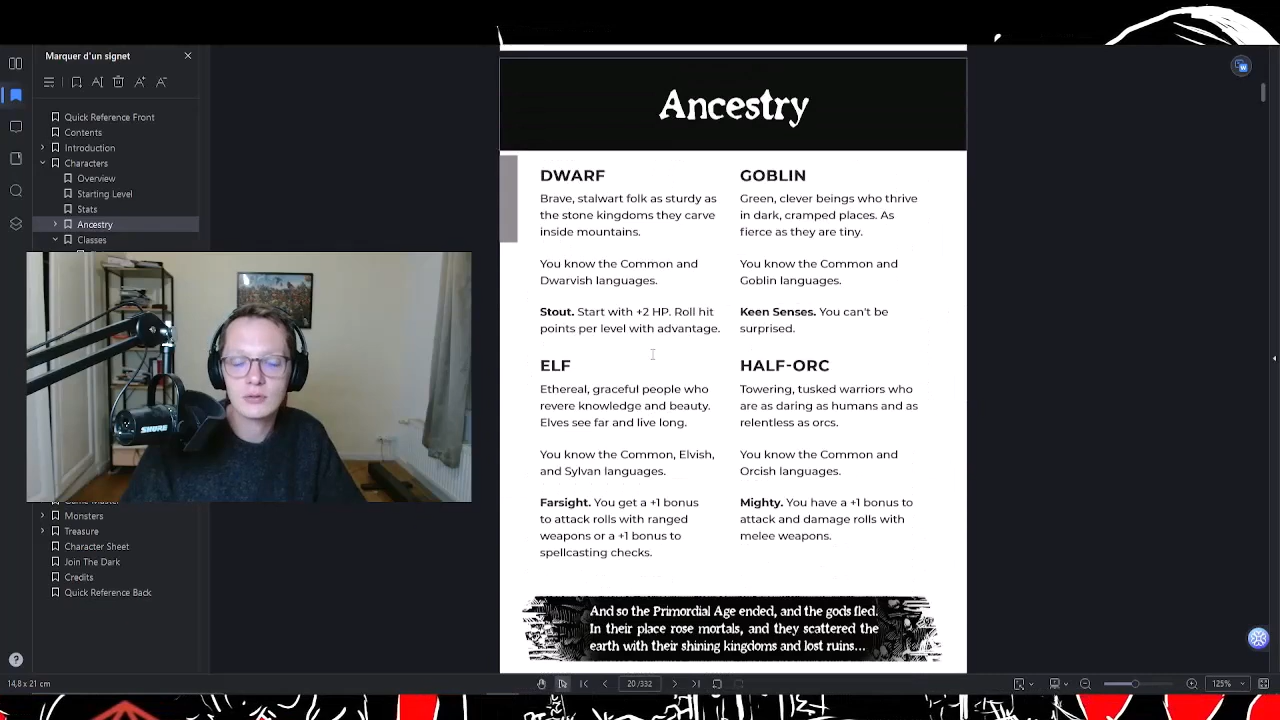 Marquer d'un signet
Quick Reference Front
Contents
Introduction
Characters
Overview
Starting Level
Stats
Ancestry
Classes
Monsters
Treasure
Character Sheet
Join The Dark
Credits
Quick Reference Back
14,8 x 21 cm
SHURE
Ancestry
DWARF
Brave, stalwart folk as sturdy as
the stone kingdoms they carve
inside mountains.
You know the Common and
Dwarvish languages.
Stout. Start with +2 HP. Roll hit
points per level with advantage.
ELF
Ethereal, graceful people who
revere knowledge and beauty.
Elves see far and live long.
You know the Common, Elvish,
and Sylvan languages.
Farsight. You get a +1 bonus
to attack rolls with ranged
weapons or a +1 bonus to
spellcasting checks.
GOBLIN
Green, clever beings who thrive
in dark, cramped places. As
fierce as they are tiny.
You know the Common and
Goblin languages.
Keen Senses. You can't be
surprised.
HALF-ORC
Towering, tusked warriors who
are as daring as humans and as
relentless as orcs.
You know the Common and
Orcish languages.
Mighty. You have a +1 bonus to
attack and damage rolls with
melee weapons.
And so the Primordial Age ended, and the gods fled.
In their place rose mortals, and they scattered the
earth with their shining kingdoms and lost ruins...
20 /332
125%